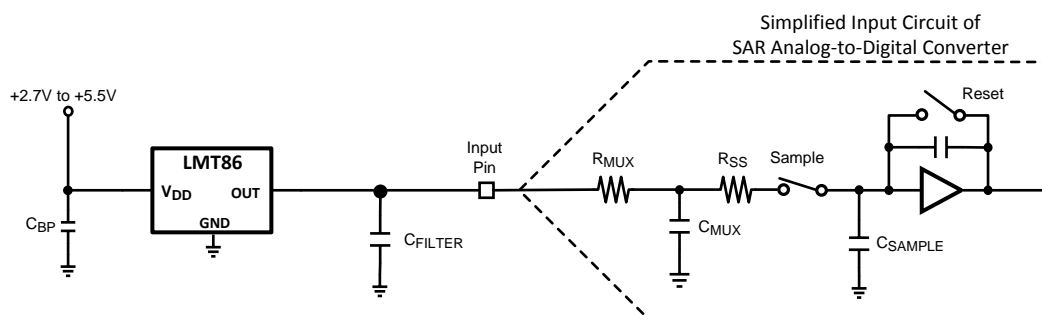 Simplified Input Circuit of
SAR Analog-to-Digital Converter
+2.7V to +5.5V
Reset
LMT86
Input
Pin
RMUX
RSS
Sample
VDD
OUT
GND
CBP
CFILTER
CMUX
CSAMPLE